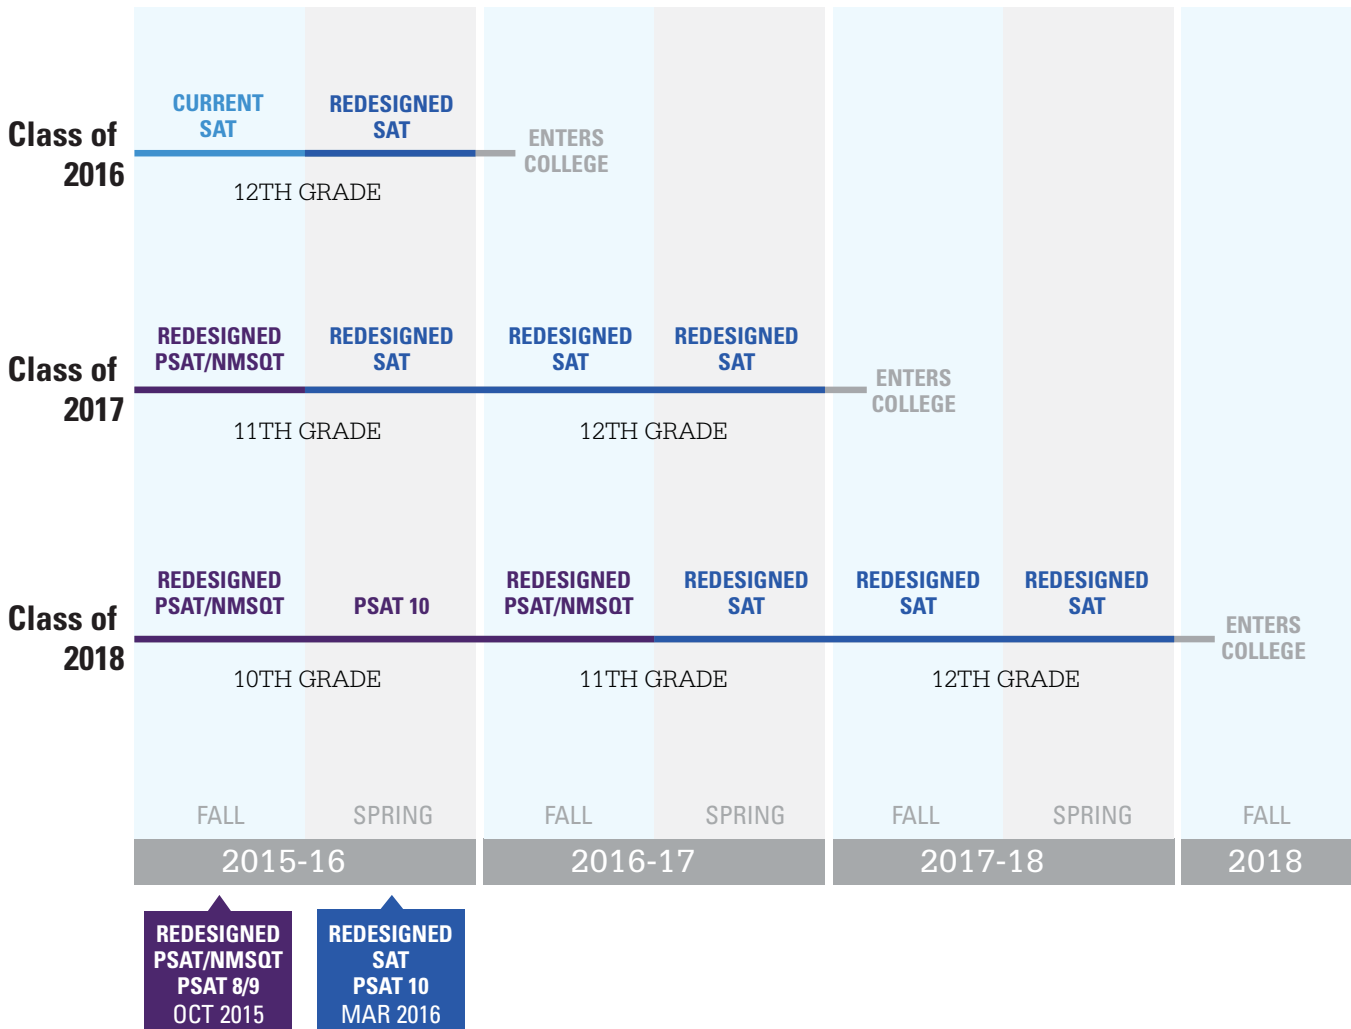 Class of
2016
CURRENT
SAT
REDESIGNED
SAT
ENTERS
COLLEGE
12TH GRADE
Class of
2017
REDESIGNED
PSAT/NMSQT
REDESIGNED
SAT
REDESIGNED
SAT
REDESIGNED
SAT
ENTERS
COLLEGE
11TH GRADE
12TH GRADE
Class of
2018
REDESIGNED
PSAT/NMSQT
PSAT 10
REDESIGNED
PSAT/NMSQT
REDESIGNED
SAT
REDESIGNED
SAT
REDESIGNED
SAT
ENTERS
COLLEGE
10TH GRADE
11TH GRADE
12TH GRADE
FALL
SPRING
FALL
SPRING
FALL
SPRING
FALL
2015-16
2016-17
2017-18
2018
REDESIGNED
PSAT/NMSQT
PSAT 8/9
OCT 2015
REDESIGNED
SAT
PSAT 10
MAR 2016